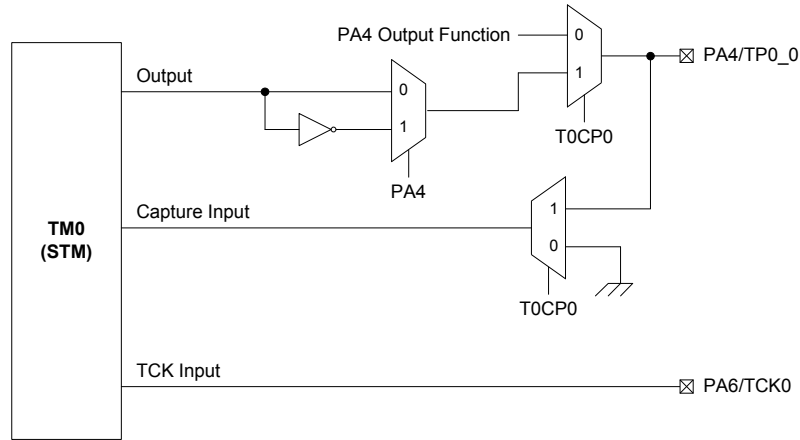 PA4 Output Function
0
1
T0CP0
PA4/TP0_0
Output
0
1
PA4
TM0
(STM)
Capture Input
1
0
T0CP0
TCK Input
PA6/TCK0